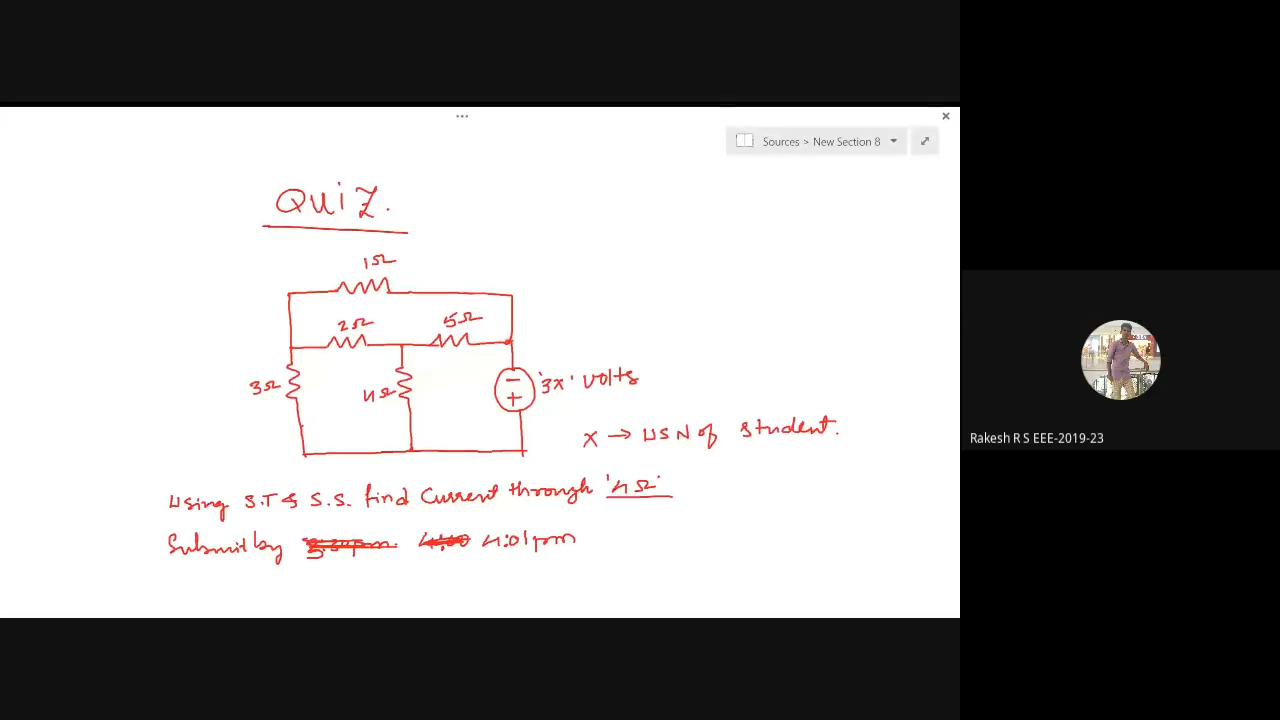 Sources > New Section 8
QUIZ.
1Ω
2Ω 5Ω
3Ω 4Ω '3x' volts
x → USN of student.
Using S.T & S.S. find current through '4Ω'
Submit by 4:01pm
Rakesh R S EEE-2019-23